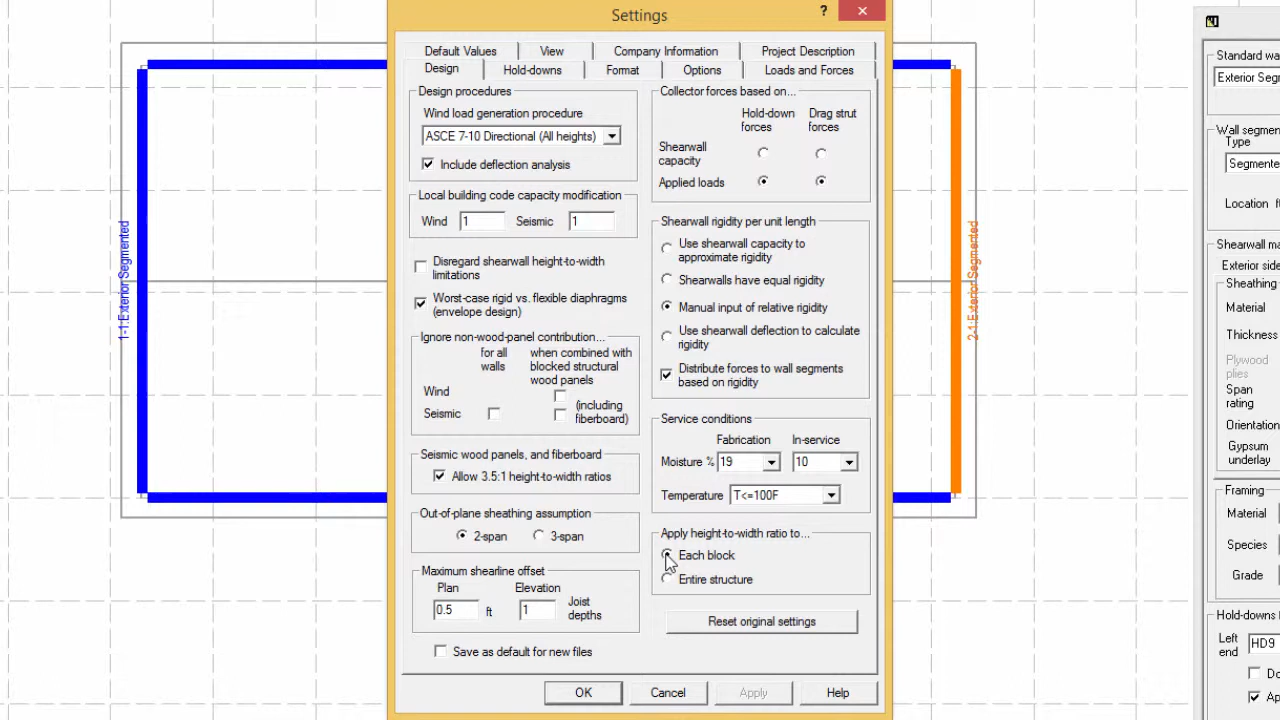 Settings
?
Default Values
View
Company Information
Project Description
Design
Hold-downs
Format
Options
Loads and Forces
Design procedures
Wind load generation procedure
ASCE 7-10 Directional (All heights)
Include deflection analysis
Local building code capacity modification
Wind 1 Seismic 1
Disregard shearwall height-to-width
limitations
Worst-case rigid vs. flexible diaphragms
(envelope design)
Ignore non-wood-panel contribution...
for all
walls
when combined with
blocked structural
wood panels
Wind
Seismic
(including
fiberboard)
Seismic wood panels, and fiberboard
Allow 3.5:1 height-to-width ratios
Out-of-plane sheathing assumption
2-span
3-span
Maximum shearline offset
Plan
Elevation
0.5 ft
1
Joist
depths
Save as default for new files
Collector forces based on...
Hold-down
forces
Drag strut
forces
Shearwall
capacity
Applied loads
Shearwall rigidity per unit length
Use shearwall capacity to
approximate rigidity
Shearwalls have equal rigidity
Manual input of relative rigidity
Use shearwall deflection to calculate
rigidity
Distribute forces to wall segments
based on rigidity
Service conditions
Fabrication
In-service
Moisture % 19 10
Temperature T<=100F
Apply height-to-width ratio to...
Each block
Entire structure
Reset original settings
OK
Cancel
Apply
Help
1-1:Exterior Segmented
2-1:Exterior Segmented
Standard wa
Exterior Segr
Wall segmer
Type
Segmente
Location
Shearwall ma
Exterior side
Sheathing
Material
Thickness
Plywood
plies
Span
rating
Orientation
Gypsum
underlay
Framing
Material
Species
Grade
Hold-downs
Left
end
HD9
Do
Ap